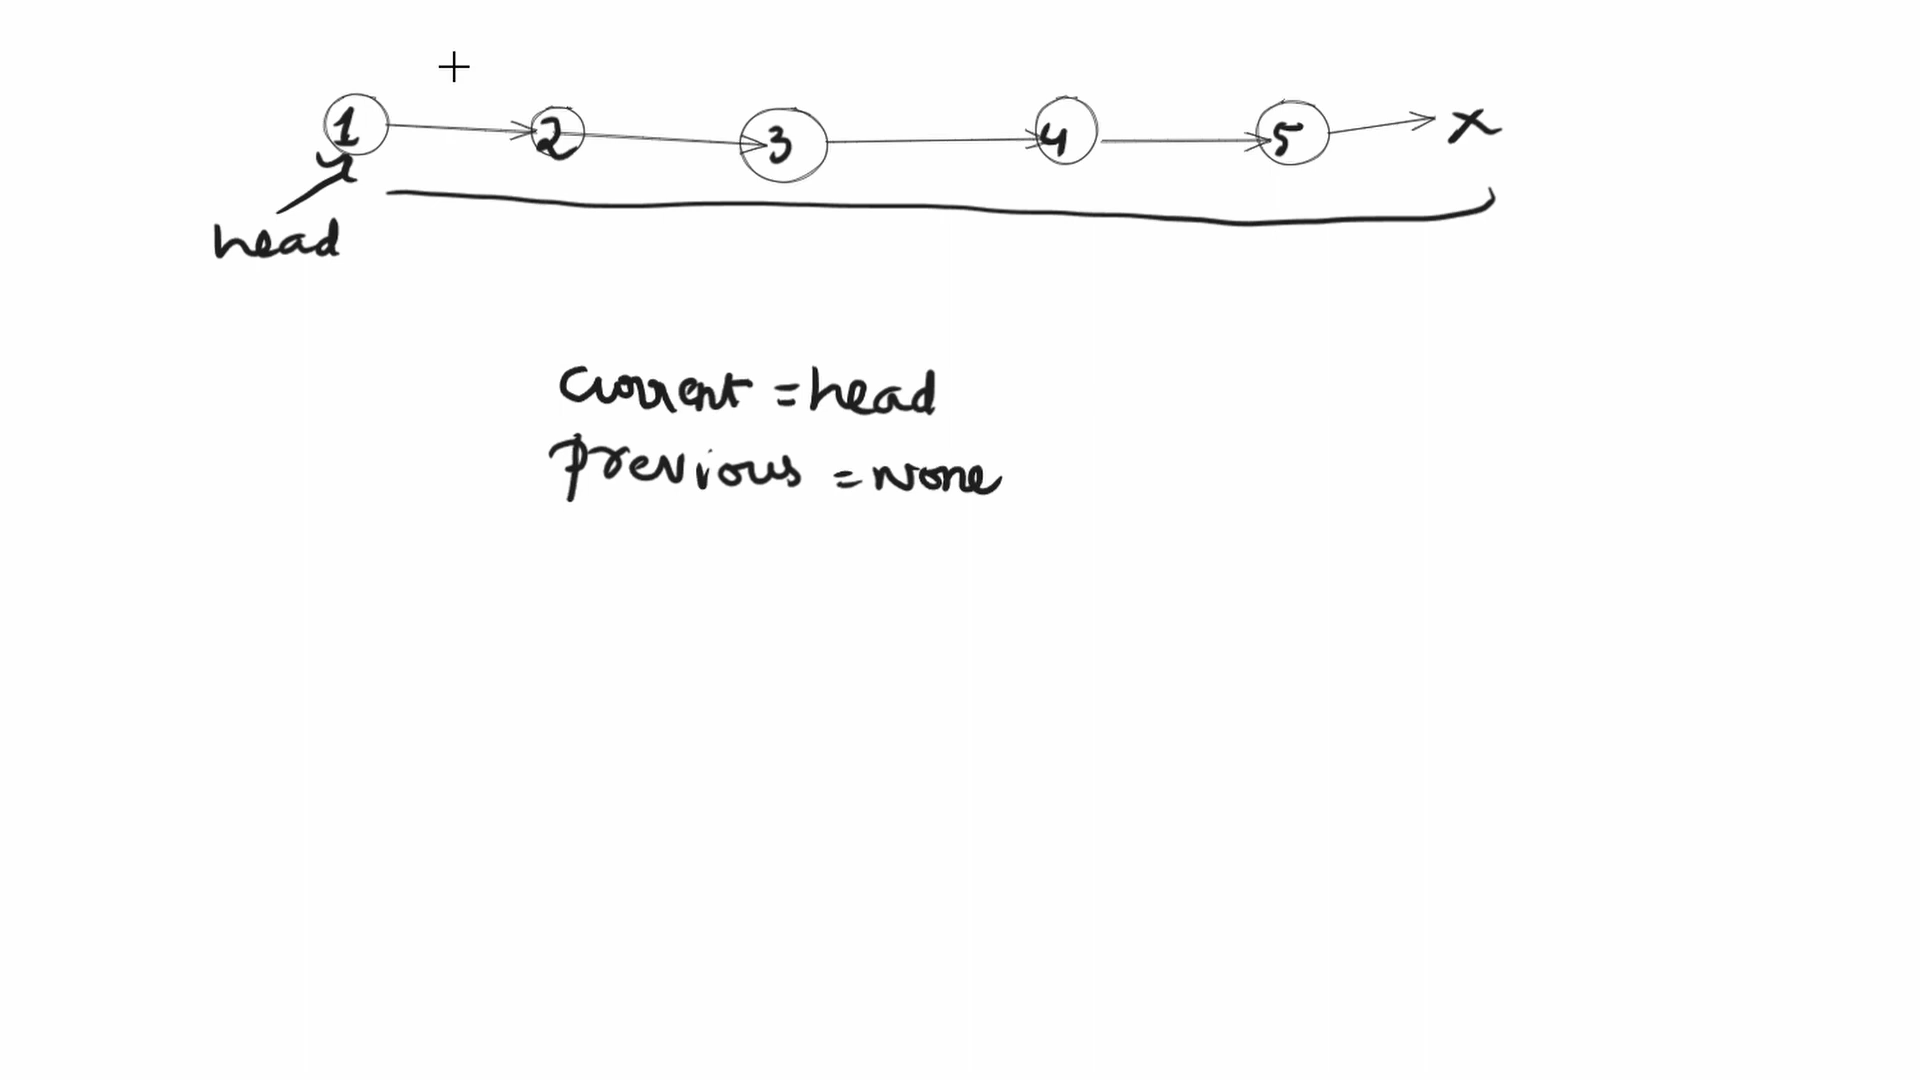 1 2 3 4 5 x
head
current = head
previous = None